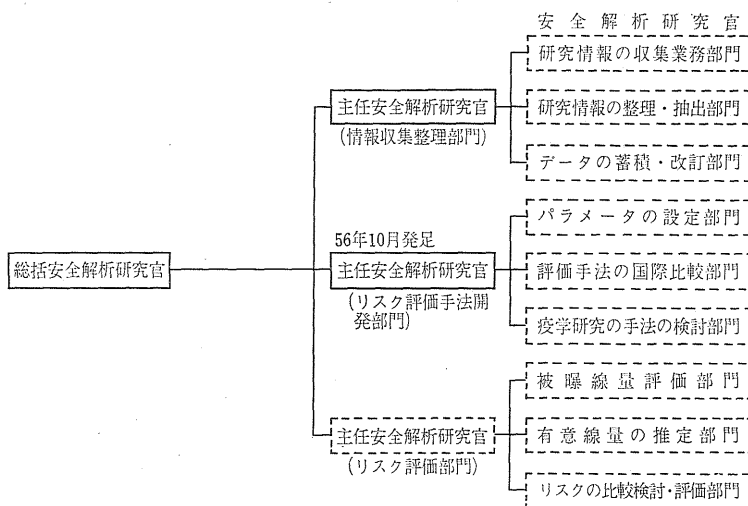 安全解析研究官
研究情報の収集業務部門
主任安全解析研究官
(情報収集整理部門)
研究情報の整理・抽出部門
データの蓄積・改訂部門
パラメータの設定部門
56年10月発足
総括安全解析研究官
主任安全解析研究官
(リスク評価手法開
発部門)
評価手法の国際比較部門
疫学研究の手法の検討部門
被曝線量評価部門
主任安全解析研究官
(リスク評価部門)
有意線量の推定部門
リスクの比較検討・評価部門